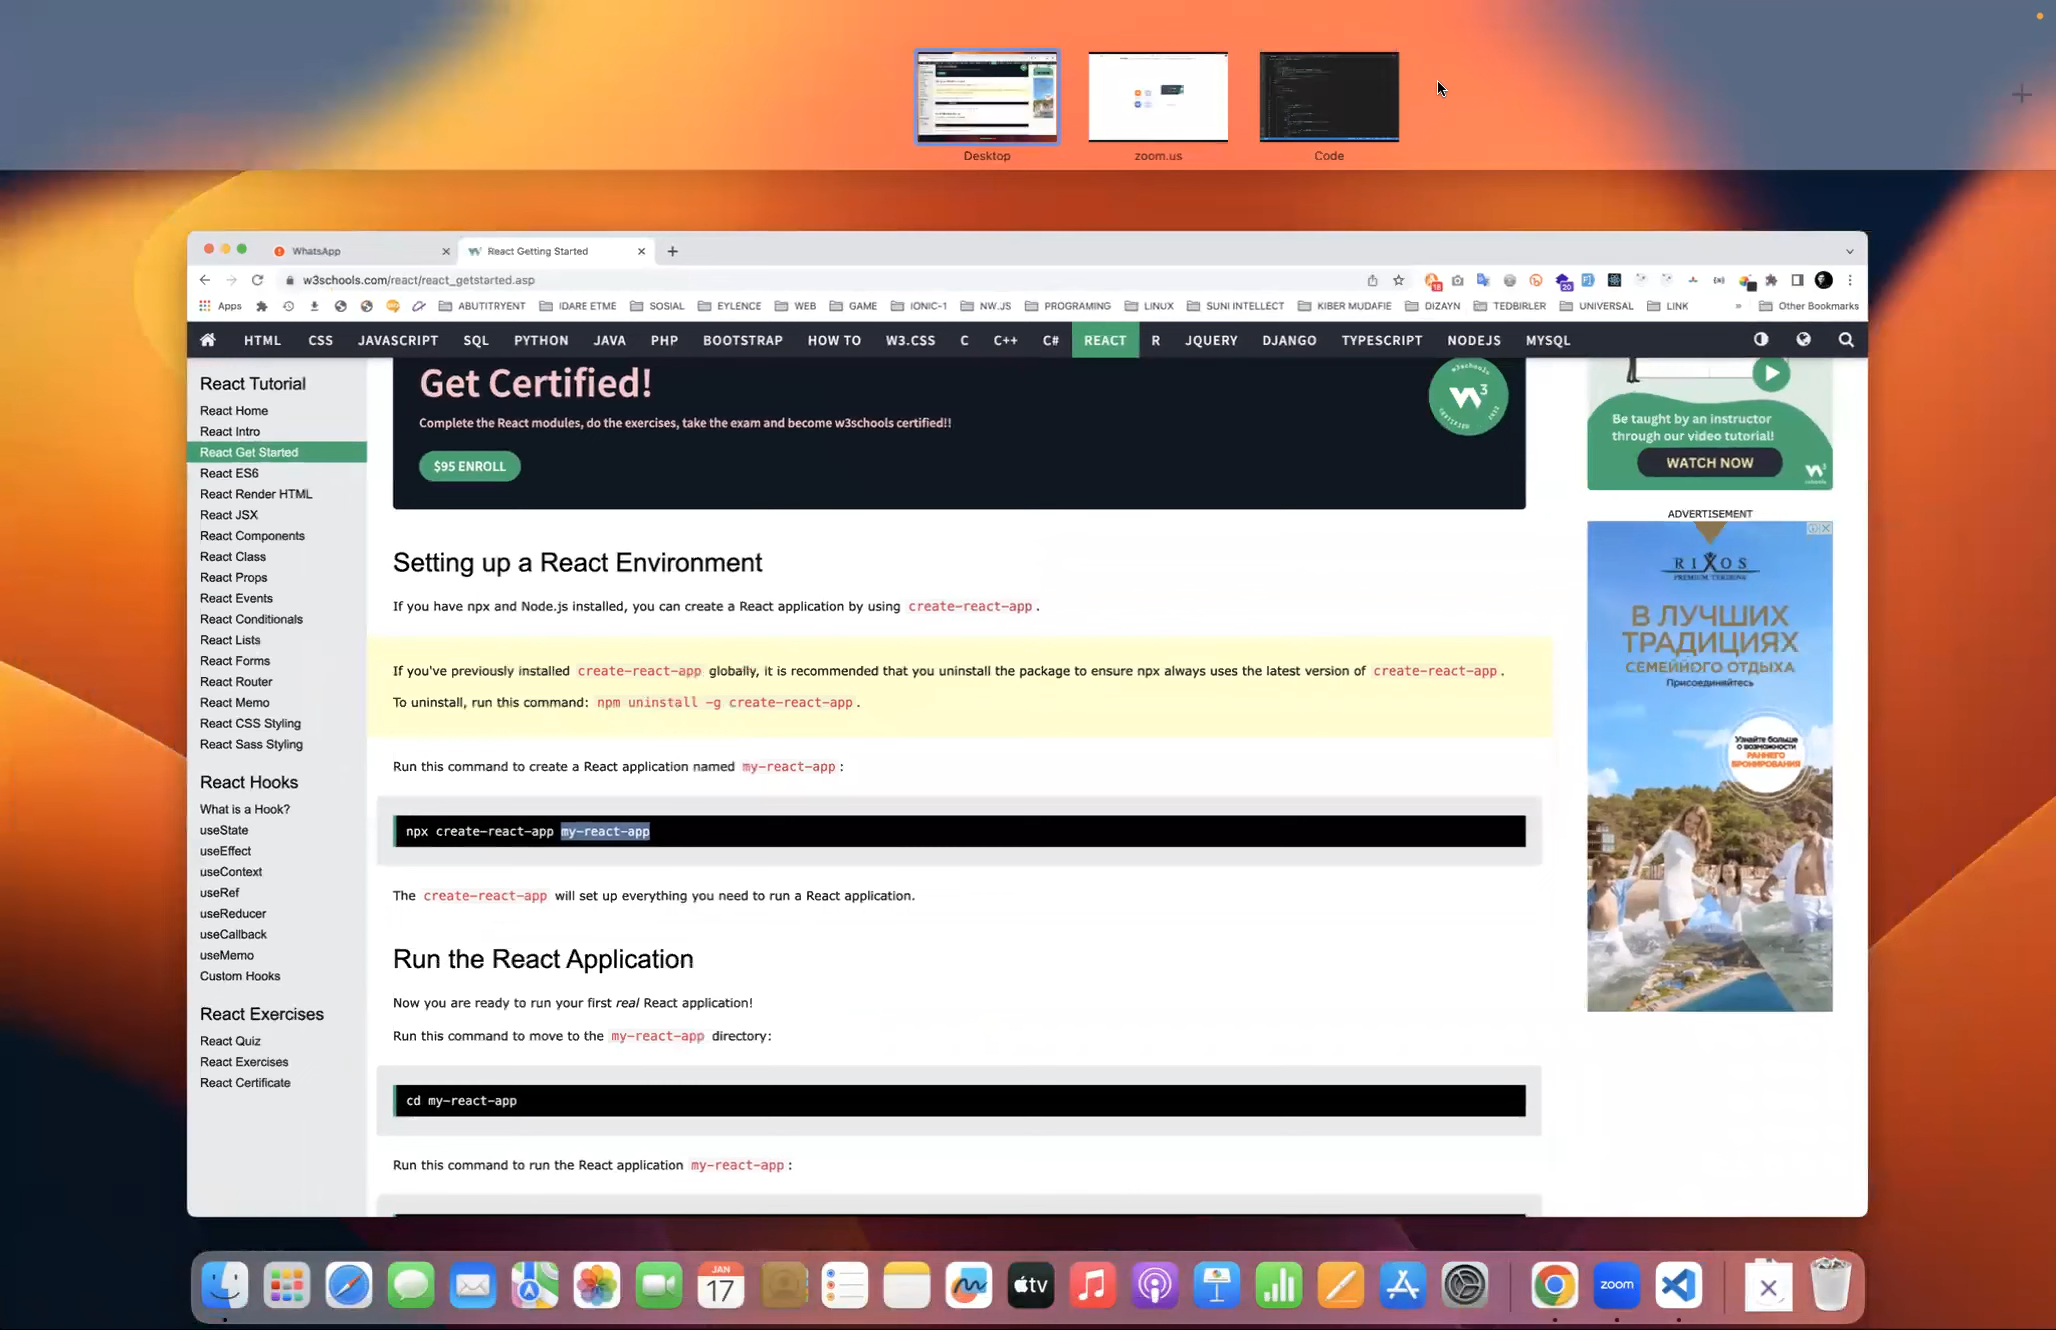 Desktop
zoom.us
Code
WhatsApp
React Getting Started
w3schools.com/react/react_getstarted.asp
18
20
Apps
ABUTITRYENT
IDARE ETME
SOSIAL
EYLENCE
WEB
GAME
IONIC-1
NW.JS
PROGRAMING
LINUX
SUNI INTELLECT
KIBER MUDAFIE
DIZAYN
TEDBIRLER
UNIVERSAL
LINK
»
Other Bookmarks
HTML
CSS
JAVASCRIPT
SQL
PYTHON
JAVA
PHP
BOOTSTRAP
HOW TO
W3.CSS
C
C++
C#
REACT
R
JQUERY
DJANGO
TYPESCRIPT
NODEJS
MYSQL
React Tutorial
React Home
React Intro
React Get Started
React ES6
React Render HTML
React JSX
React Components
React Class
React Props
React Events
React Conditionals
React Lists
React Forms
React Router
React Memo
React CSS Styling
React Sass Styling
React Hooks
What is a Hook?
useState
useEffect
useContext
useRef
useReducer
useCallback
useMemo
Custom Hooks
React Exercises
React Quiz
React Exercises
React Certificate
Get Certified!
Complete the React modules, do the exercises, take the exam and become w3schools certified!!
$95 ENROLL
w3schools
CERTIFIED
Setting up a React Environment
If you have npx and Node.js installed, you can create a React application by using create-react-app.
If you've previously installed create-react-app globally, it is recommended that you uninstall the package to ensure npx always uses the latest version of create-react-app.
To uninstall, run this command: npm uninstall -g create-react-app.
Run this command to create a React application named my-react-app:
npx create-react-app my-react-app
The create-react-app will set up everything you need to run a React application.
Run the React Application
Now you are ready to run your first real React application!
Run this command to move to the my-react-app directory:
cd my-react-app
Run this command to run the React application my-react-app:
Be taught by an instructor
through our video tutorial!
WATCH NOW
ADVERTISEMENT
RIXOS
PREMIUM TEKIROVA
В ЛУЧШИХ
ТРАДИЦИЯХ
СЕМЕЙНОГО ОТДЫХА
Присоединяйтесь
Узнайте больше
о возможности
РАННЕГО
БРОНИРОВАНИЯ
JAN
17
tv
zoom